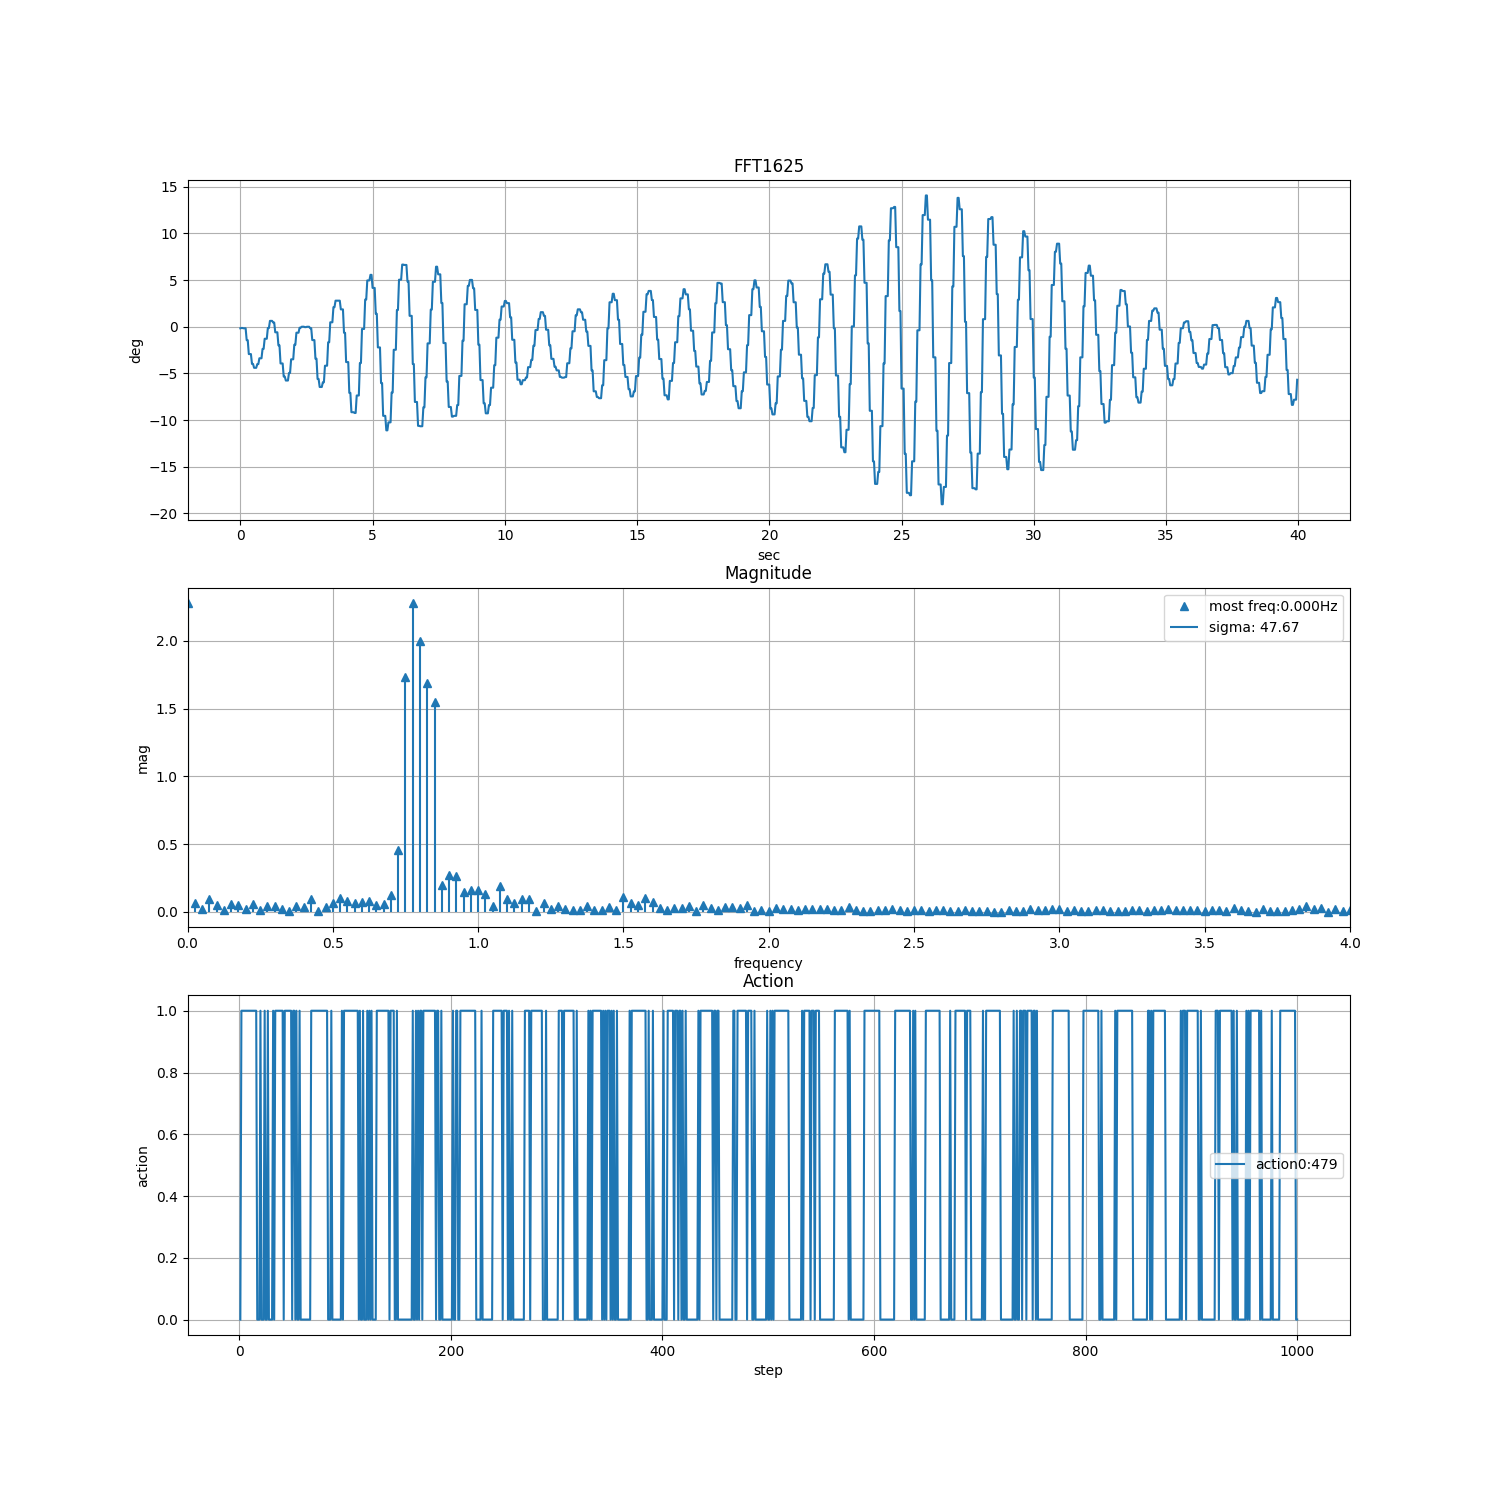 FFT1625
15
10
5
0
−5
−10
−15
−20
deg
0 5 10 15 20 25 30 35 40
sec
Magnitude
most freq:0.000Hz
sigma: 47.67
2.0
1.5
1.0
0.5
0.0
mag
0.0 0.5 1.0 1.5 2.0 2.5 3.0 3.5 4.0
frequency
Action
1.0
0.8
0.6
0.4
0.2
0.0
action
action0:479
0 200 400 600 800 1000
step